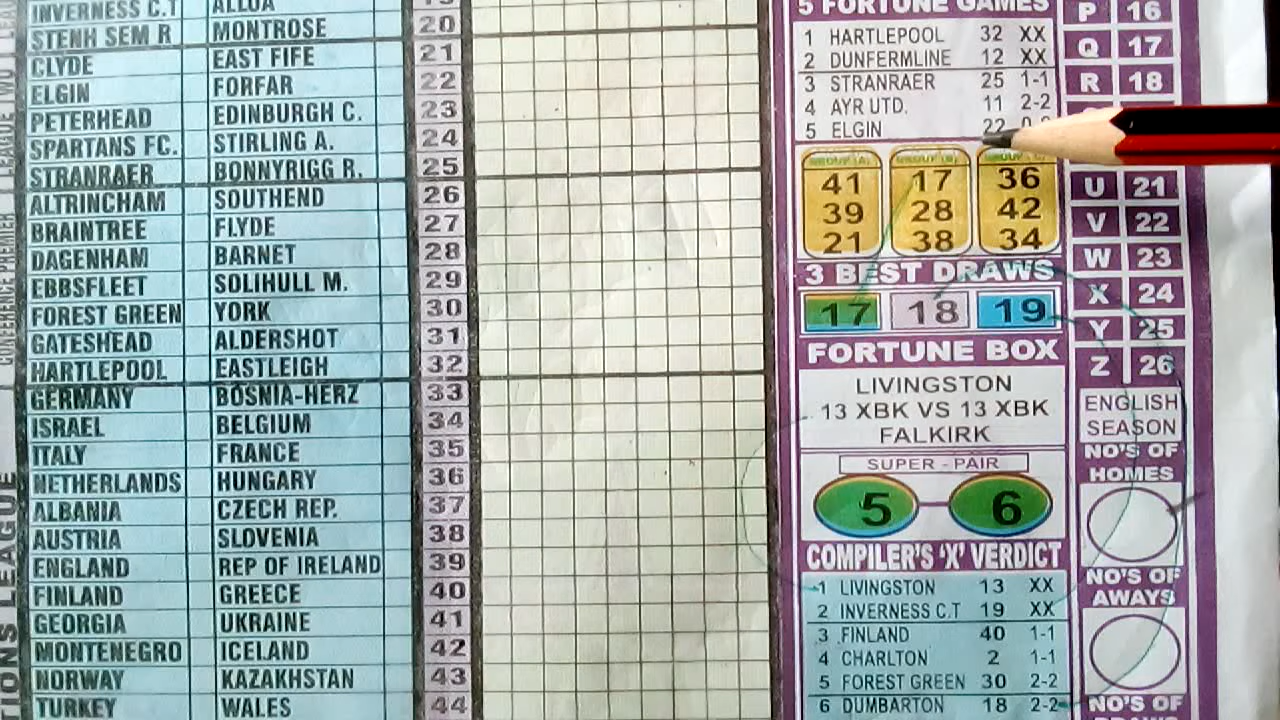 INVERNESS C.T ALLOA
STENH SEM R MONTROSE 20
CLYDE EAST FIFE 21
ELGIN FORFAR 22
PETERHEAD EDINBURGH C. 23
SPARTANS FC. STIRLING A. 24
STRANRAER BONNYRIGG R. 25
ALTRINCHAM SOUTHEND 26
BRAINTREE FLYDE 27
DAGENHAM BARNET 28
EBBSFLEET SOLIHULL M. 29
FOREST GREEN YORK 30
GATESHEAD ALDERSHOT 31
HARTLEPOOL EASTLEIGH 32
GERMANY BOSNIA-HERZ 33
ISRAEL BELGIUM 34
ITALY FRANCE 35
NETHERLANDS HUNGARY 36
ALBANIA CZECH REP. 37
AUSTRIA SLOVENIA 38
ENGLAND REP OF IRELAND 39
FINLAND GREECE 40
GEORGIA UKRAINE 41
MONTENEGRO ICELAND 42
NORWAY KAZAKHSTAN 43
TURKEY WALES 44
5 FORTUNE GAMES
1 HARTLEPOOL 32 XX
2 DUNFERMLINE 12 XX
3 STRANRAER 25 1-1
4 AYR UTD. 11 2-2
5 ELGIN 22
GROUP (A) GROUP (B)
41 17 36
39 28 42
21 38 34
3 BEST DRAWS
17 18 19
FORTUNE BOX
LIVINGSTON
13 XBK VS 13 XBK
FALKIRK
SUPER - PAIR
5 - 6
COMPILER'S 'X' VERDICT
1 LIVINGSTON 13 XX
2 INVERNESS C.T 19 XX
3 FINLAND 40 1-1
4 CHARLTON 2 1-1
5 FOREST GREEN 30 2-2
6 DUMBARTON 18 2-2
P 16
Q 17
R 18
U 21
V 22
W 23
X 24
Y 25
Z 26
ENGLISH
SEASON
NO'S OF
HOMES
NO'S OF
AWAYS
NO'S OF